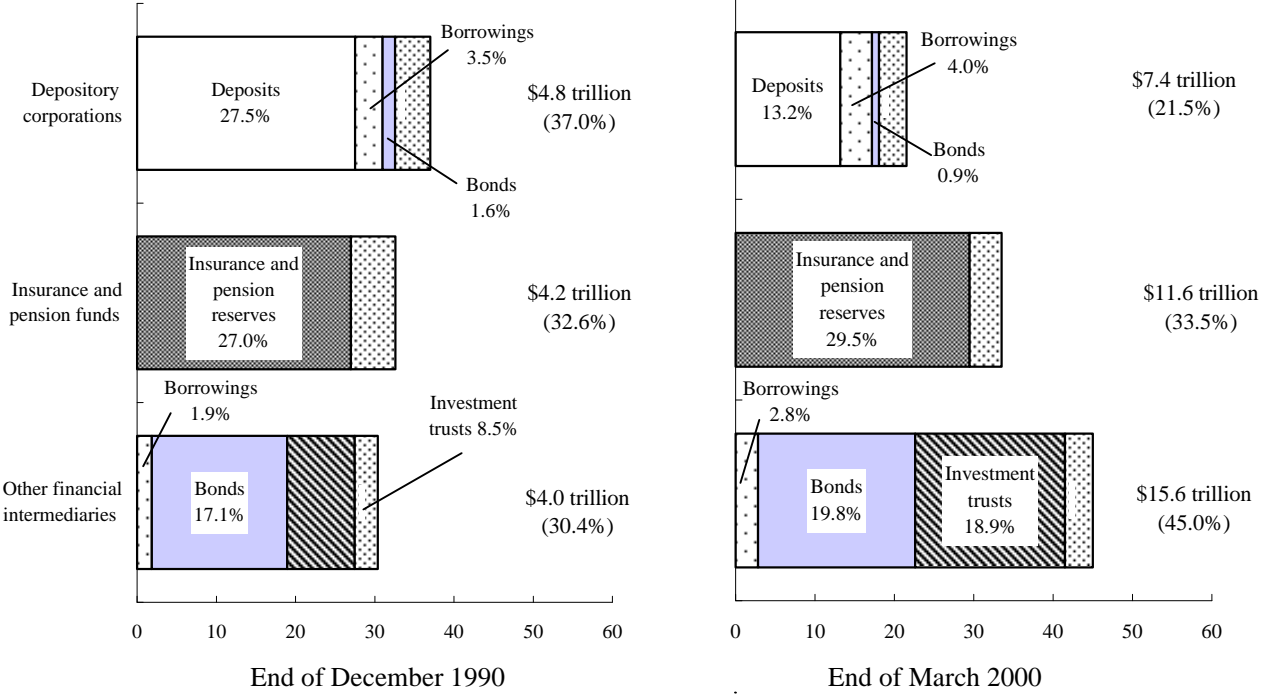 Borrowings
3.5%
Depository
corporations
Deposits
27.5%
$4.8 trillion
(37.0%)
Bonds
1.6%
Insurance and
pension funds
Insurance and
pension
reserves
27.0%
$4.2 trillion
(32.6%)
Borrowings
1.9%
Investment
trusts 8.5%
Other financial
intermediaries
Bonds
17.1%
$4.0 trillion
(30.4%)
0 10 20 30 40 50 60
End of December 1990
Borrowings
4.0%
Deposits
13.2%
$7.4 trillion
(21.5%)
Bonds
0.9%
Insurance and
pension
reserves
29.5%
$11.6 trillion
(33.5%)
Borrowings
2.8%
Bonds
19.8%
Investment
trusts
18.9%
$15.6 trillion
(45.0%)
0 10 20 30 40 50 60
End of March 2000